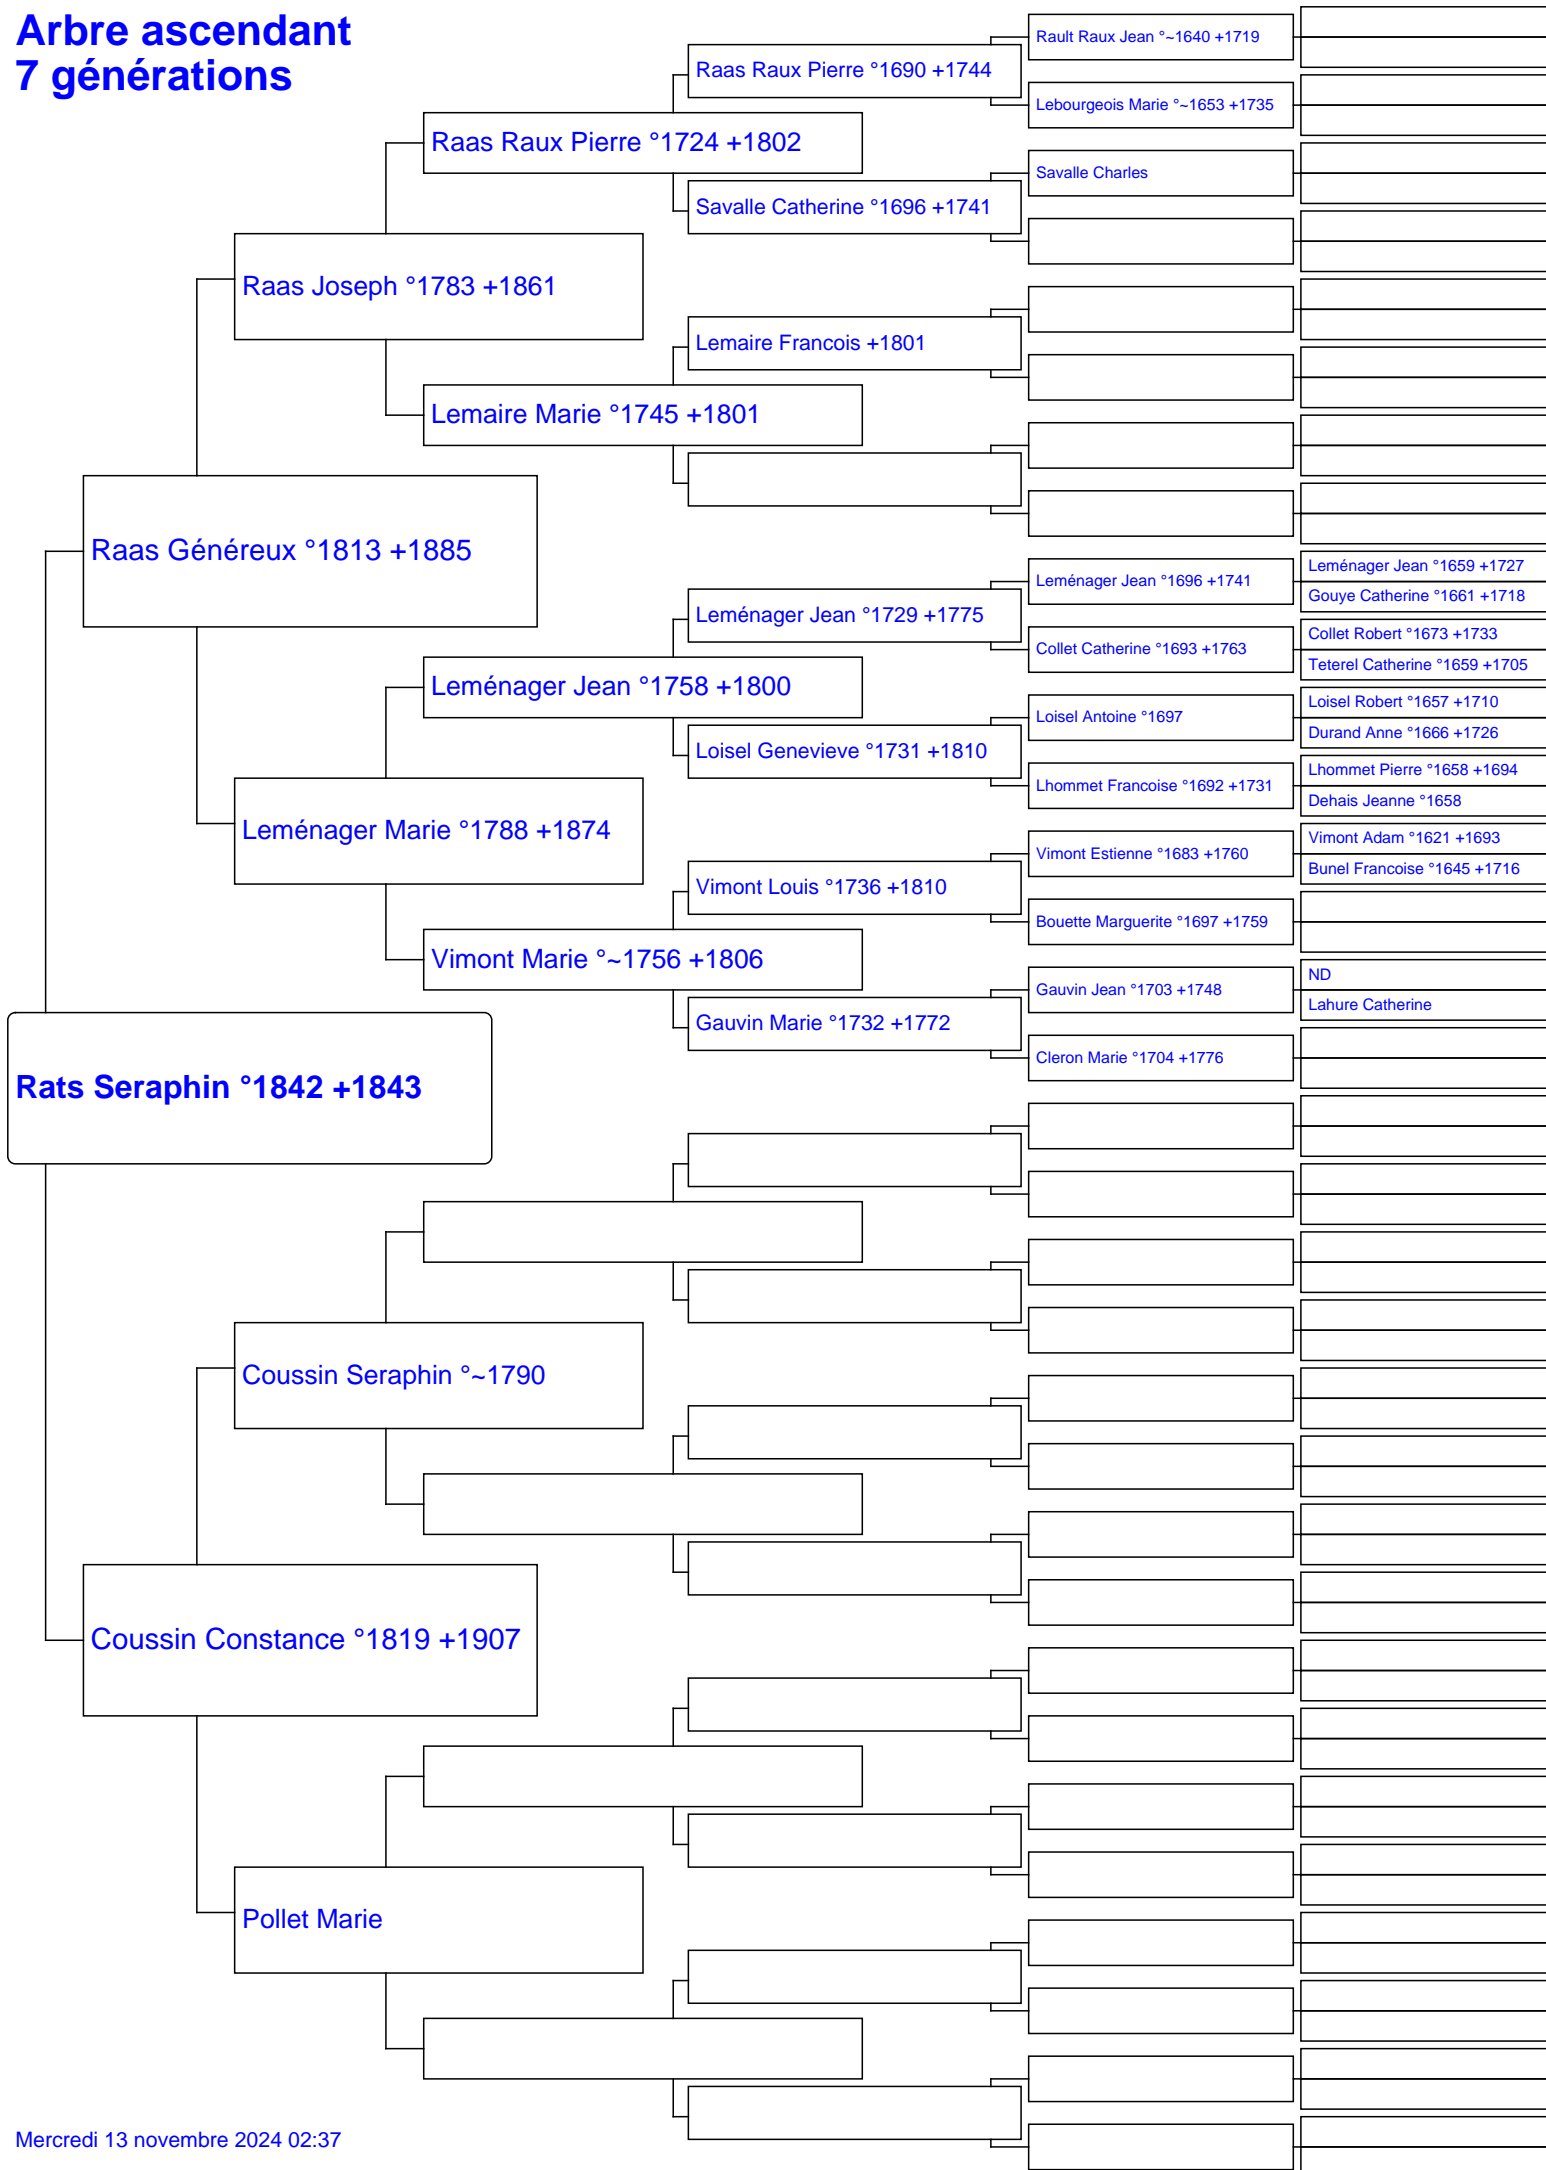 Arbre ascendant
7 générations
Rault Raux Jean °~1640 +1719
Raas Raux Pierre °1690 +1744
Lebourgeois Marie °~1653 +1735
Raas Raux Pierre °1724 +1802
Savalle Charles
Savalle Catherine °1696 +1741
Raas Joseph °1783 +1861
Lemaire Francois +1801
Lemaire Marie °1745 +1801
Raas Généreux °1813 +1885
Leménager Jean °1659 +1727
Leménager Jean °1696 +1741
Gouye Catherine °1661 +1718
Leménager Jean °1729 +1775
Collet Robert °1673 +1733
Collet Catherine °1693 +1763
Teterel Catherine °1659 +1705
Leménager Jean °1758 +1800
Loisel Robert °1657 +1710
Loisel Antoine °1697
Durand Anne °1666 +1726
Loisel Genevieve °1731 +1810
Lhommet Pierre °1658 +1694
Lhommet Francoise °1692 +1731
Dehais Jeanne °1658
Leménager Marie °1788 +1874
Vimont Adam °1621 +1693
Vimont Estienne °1683 +1760
Bunel Francoise °1645 +1716
Vimont Louis °1736 +1810
Bouette Marguerite °1697 +1759
Vimont Marie °~1756 +1806
ND
Gauvin Jean °1703 +1748
Lahure Catherine
Gauvin Marie °1732 +1772
Cleron Marie °1704 +1776
Rats Seraphin °1842 +1843
Coussin Seraphin °~1790
Coussin Constance °1819 +1907
Pollet Marie
Mercredi 13 novembre 2024 02:37